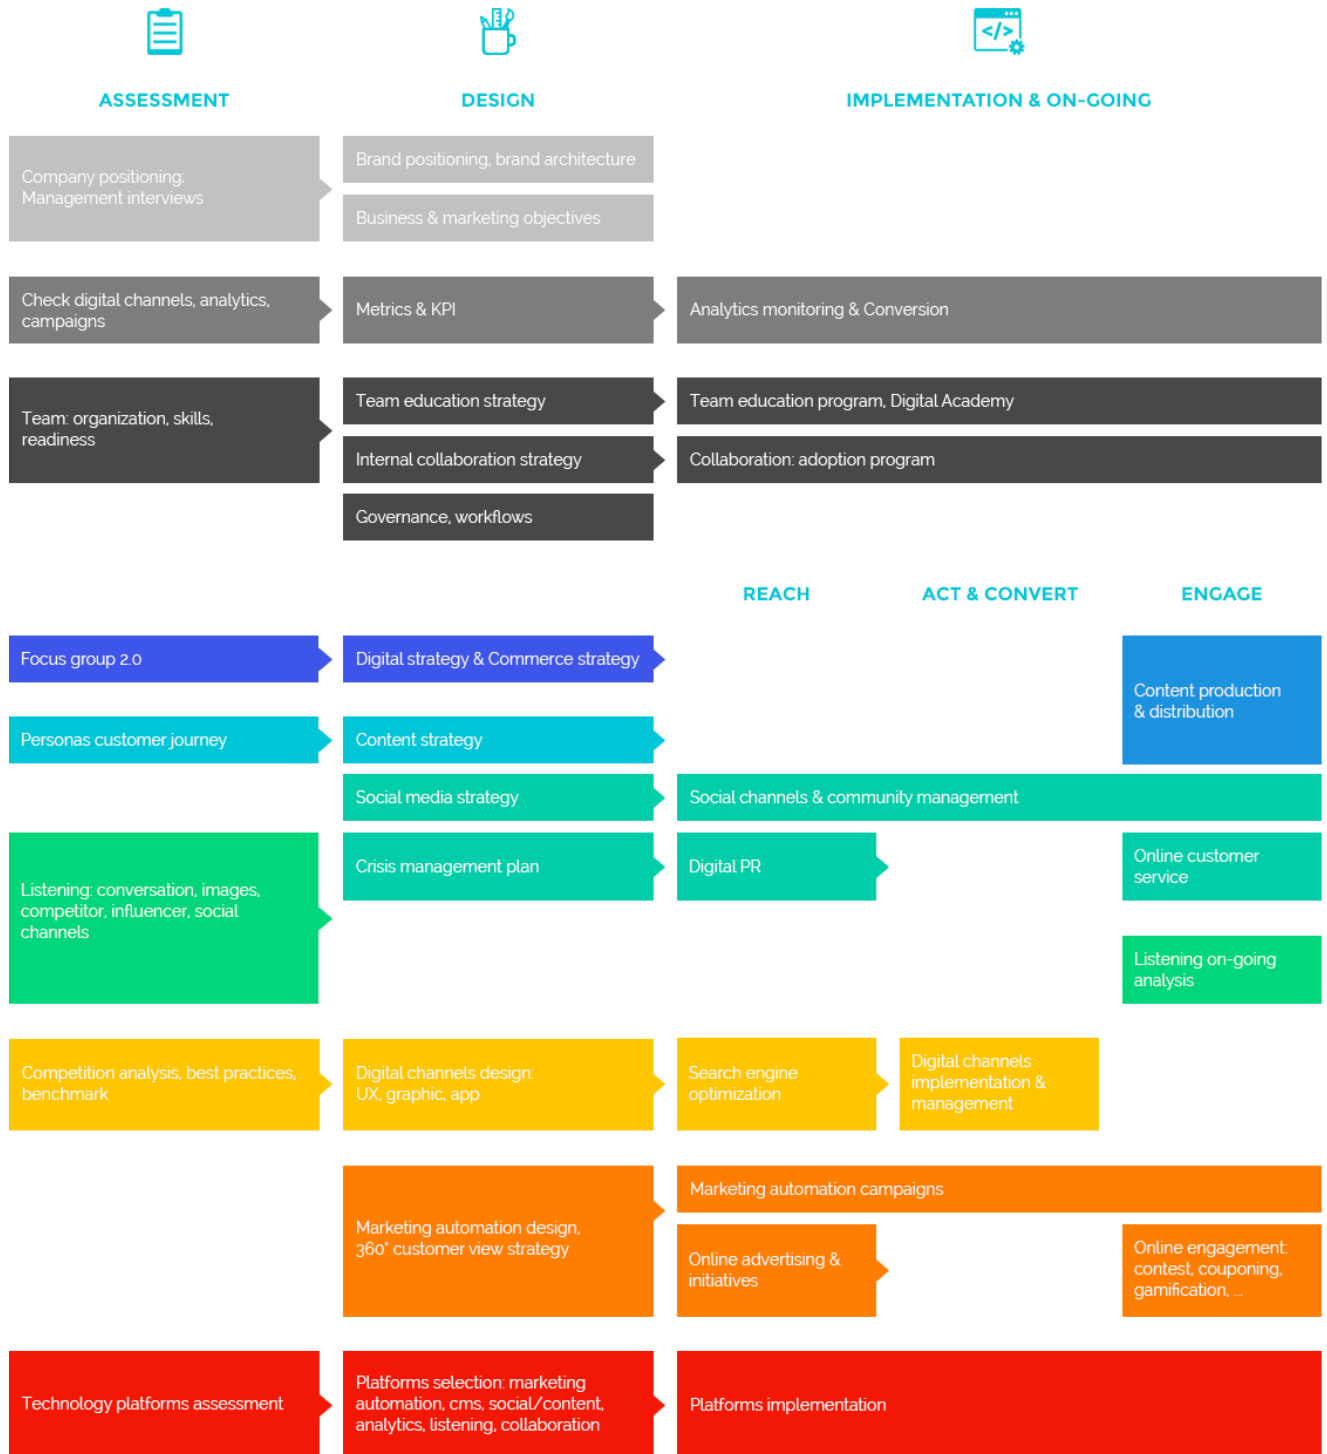 ASSESSMENT
DESIGN
IMPLEMENTATION & ON-GOING
Company positioning:
Management interviews
Brand positioning, brand architecture
Business & marketing objectives
Check digital channels, analytics,
campaigns
Metrics & KPI
Analytics monitoring & Conversion
Team: organization, skills,
readiness
Team education strategy
Team education program, Digital Academy
Internal collaboration strategy
Collaboration: adoption program
Governance, workflows
REACH
ACT & CONVERT
ENGAGE
Focus group 2.0
Digital strategy & Commerce strategy
Content production
& distribution
Personas customer journey
Content strategy
Social media strategy
Social channels & community management
Listening: conversation, images,
competitor, influencer, social
channels
Crisis management plan
Digital PR
Online customer
service
Listening on-going
analysis
Competition analysis, best practices,
benchmark
Digital channels design:
UX, graphic, app
Search engine
optimization
Digital channels
implementation &
management
Marketing automation design,
360° customer view strategy
Marketing automation campaigns
Online advertising &
initiatives
Online engagement:
contest, couponing,
gamification, ...
Technology platforms assessment
Platforms selection: marketing
automation, cms, social/content,
analytics, listening, collaboration
Platforms implementation